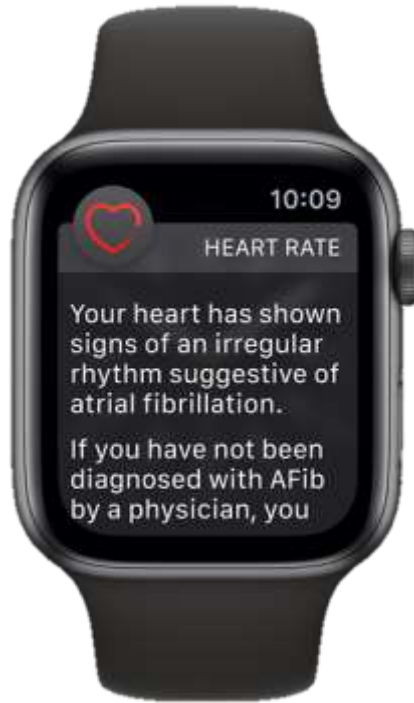 10:09
HEART RATE
Your heart has shown
signs of an irregular
rhythm suggestive of
atrial fibrillation.
If you have not been
diagnosed with AFib
by a physician, you